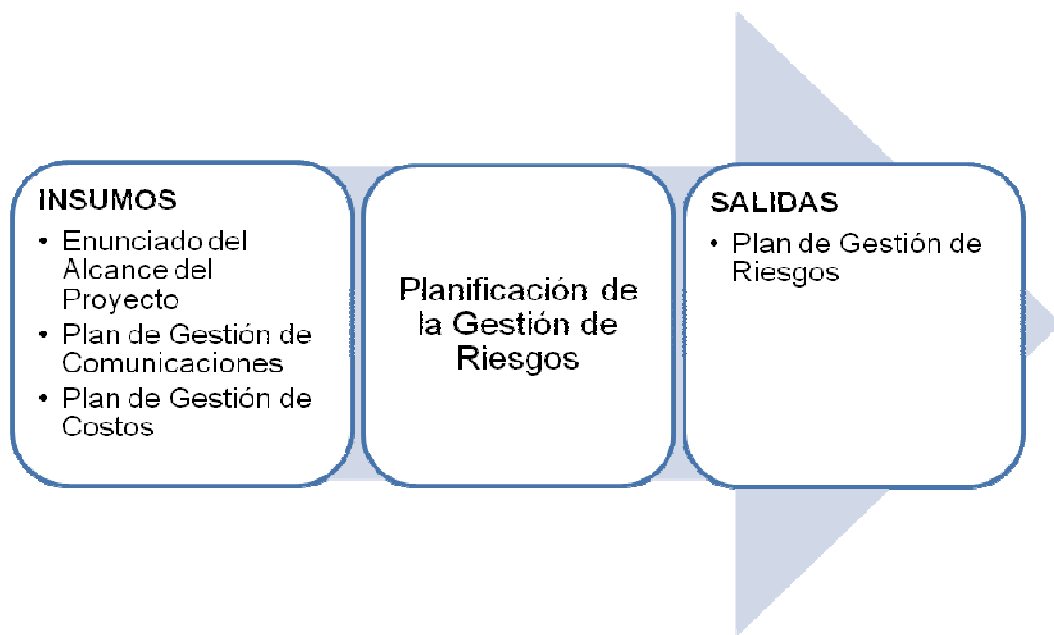 INSUMOS
• Enunciado del
Alcance del
Proyecto
• Plan de Gestión de
Comunicaciones
• Plan de Gestión de
Costos
Planificación de
la Gestión de
Riesgos
SALIDAS
• Plan de Gestión de
Riesgos